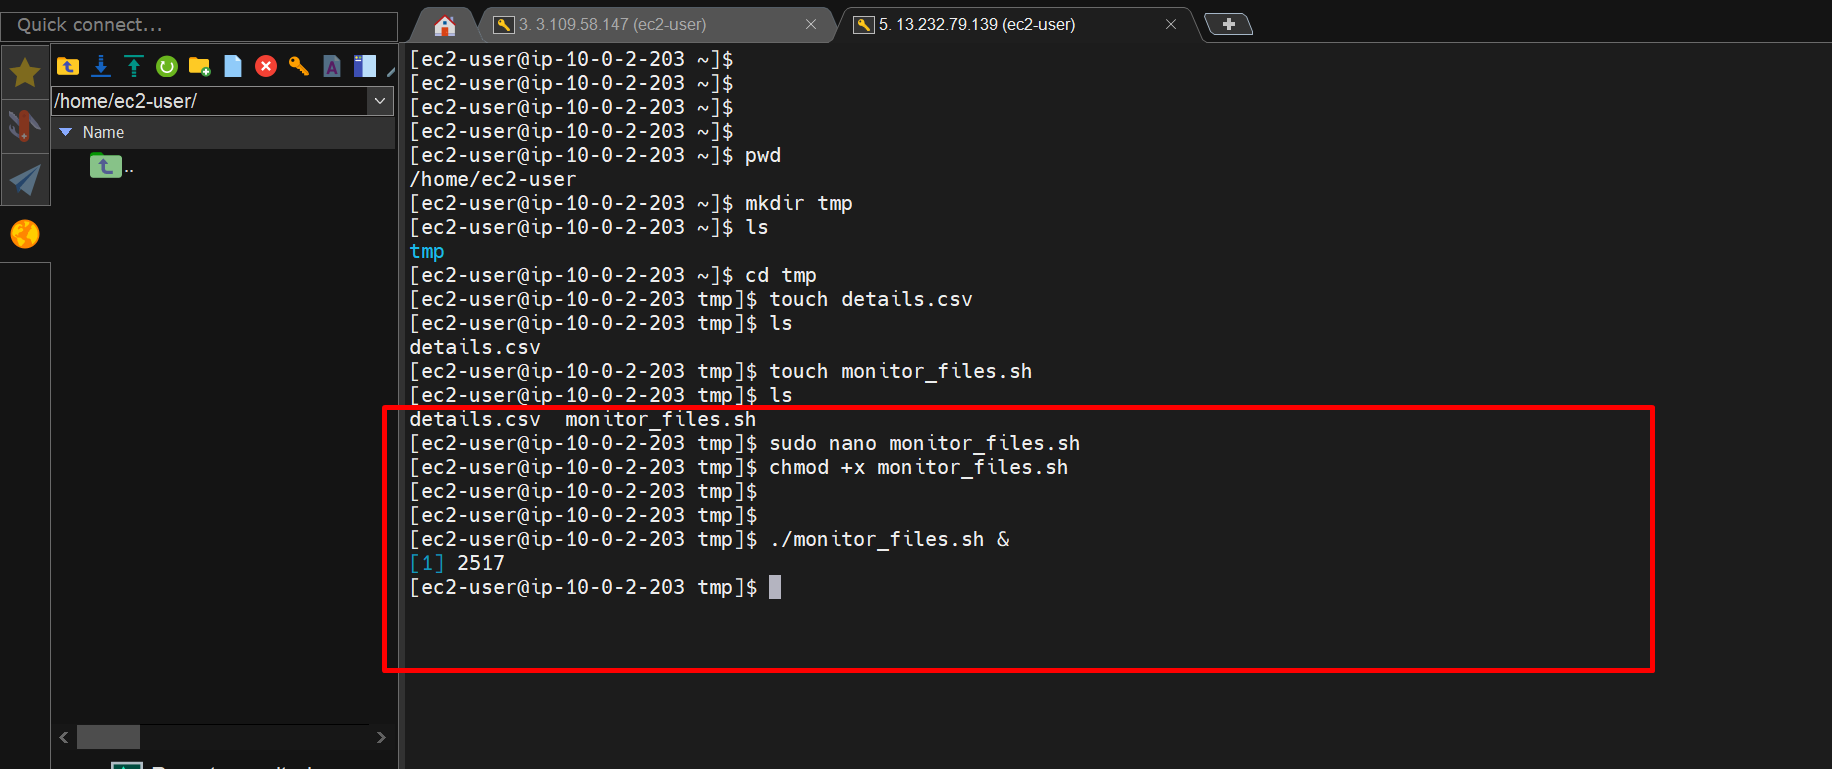 Quick connect...
3. 3.109.58.147 (ec2-user)
5. 13.232.79.139 (ec2-user)
/home/ec2-user/
Name
..
[ec2-user@ip-10-0-2-203 ~]$
[ec2-user@ip-10-0-2-203 ~]$
[ec2-user@ip-10-0-2-203 ~]$
[ec2-user@ip-10-0-2-203 ~]$
[ec2-user@ip-10-0-2-203 ~]$ pwd
/home/ec2-user
[ec2-user@ip-10-0-2-203 ~]$ mkdir tmp
[ec2-user@ip-10-0-2-203 ~]$ ls
tmp
[ec2-user@ip-10-0-2-203 ~]$ cd tmp
[ec2-user@ip-10-0-2-203 tmp]$ touch details.csv
[ec2-user@ip-10-0-2-203 tmp]$ ls
details.csv
[ec2-user@ip-10-0-2-203 tmp]$ touch monitor_files.sh
[ec2-user@ip-10-0-2-203 tmp]$ ls
details.csv  monitor_files.sh
[ec2-user@ip-10-0-2-203 tmp]$ sudo nano monitor_files.sh
[ec2-user@ip-10-0-2-203 tmp]$ chmod +x monitor_files.sh
[ec2-user@ip-10-0-2-203 tmp]$
[ec2-user@ip-10-0-2-203 tmp]$
[ec2-user@ip-10-0-2-203 tmp]$ ./monitor_files.sh &
[1] 2517
[ec2-user@ip-10-0-2-203 tmp]$